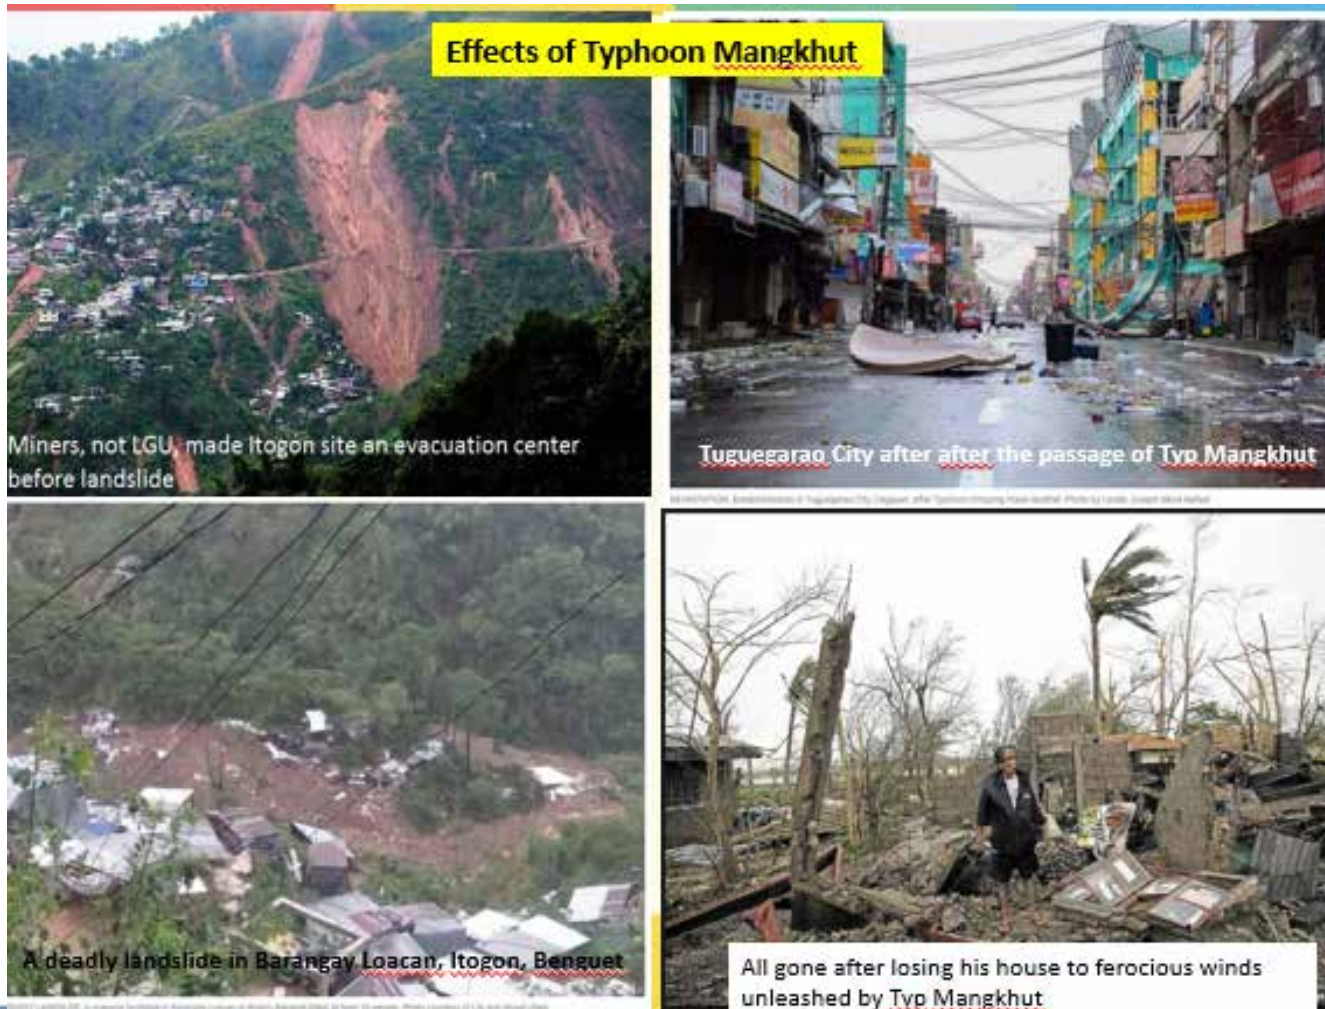 Effects of Typhoon Mangkhut
Miners, not LGU, made Itogon site an evacuation center
before landslide
Tuguegarao City after after the passage of Typ Mangkhut
A deadly landslide in Barangay Loacan, Itogon, Benguet
All gone after losing his house to ferocious winds
unleashed by Typ Mangkhut